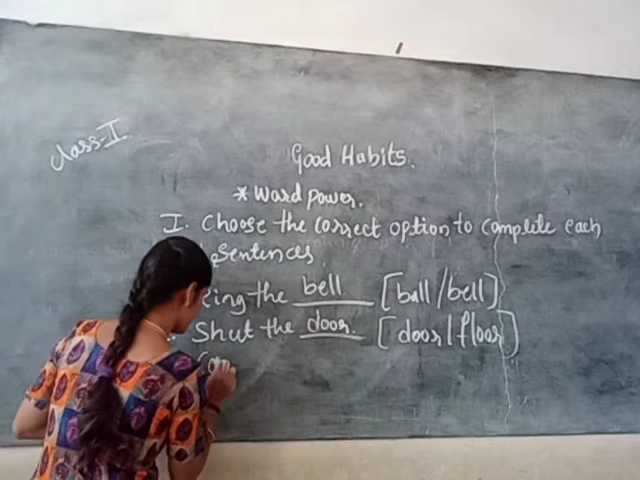 Class-II
Good Habits.
* Word power.
I. Choose the correct option to complete each
sentences.
Ring the bell [ball/bell]
Shut the door. [door/floor]